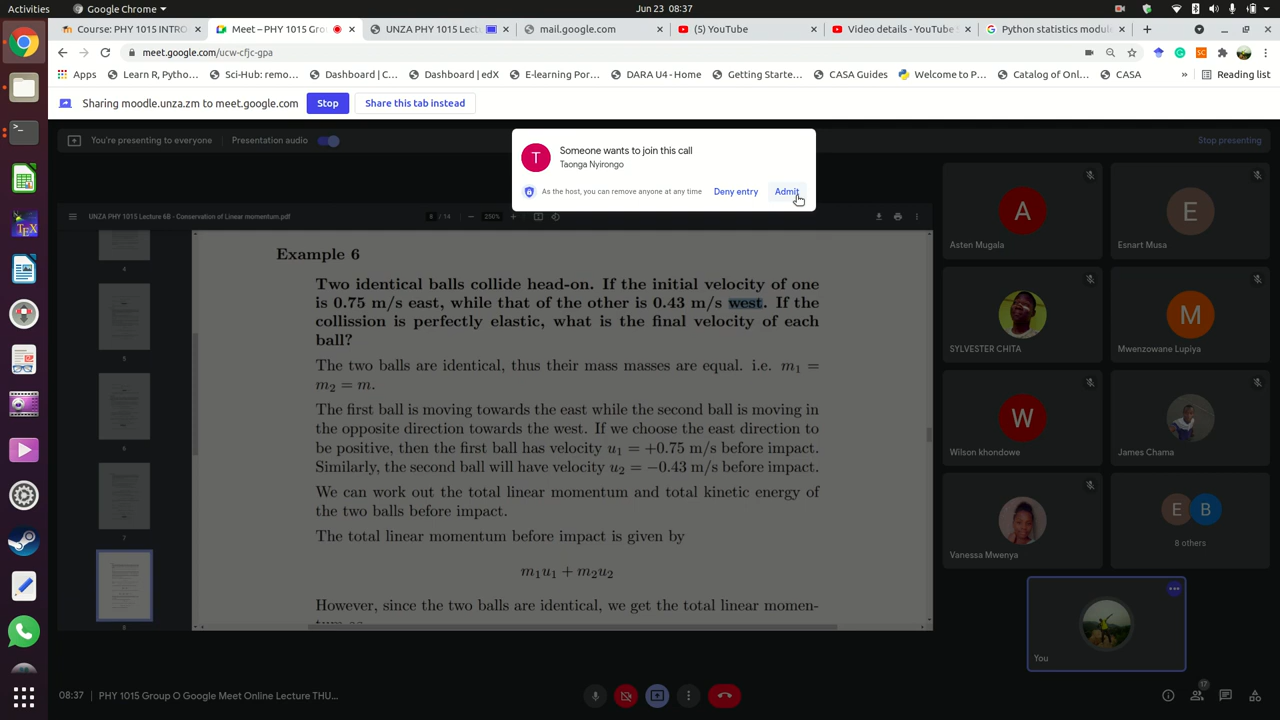 Activities
Google Chrome
Jun 23 08:37
Course: PHY 1015 INTRO
Meet – PHY 1015 Gro
UNZA PHY 1015 Lect
mail.google.com
(5) YouTube
Video details - YouTube
Python statistics module
meet.google.com/ucw-cfjc-gpa
Apps
Learn R, Python...
Sci-Hub: remo...
Dashboard | C...
Dashboard | edX
E-learning Por...
DARA U4 - Home
Getting Starte...
CASA Guides
Welcome to P...
Catalog of Onl...
CASA
»
Reading list
Sharing moodle.unza.zm to meet.google.com
Stop
Share this tab instead
You're presenting to everyone
Presentation audio
Stop presenting
T
Someone wants to join this call
Taonga Nyirongo
As the host, you can remove anyone at any time
Deny entry
Admit
UNZA PHY 1015 Lecture 6B - Conservation of Linear momentum.pdf
8 / 14
250%
4
5
6
7
8
Example 6
Two identical balls collide head-on. If the initial velocity of one
is 0.75 m/s east, while that of the other is 0.43 m/s west. If the
collission is perfectly elastic, what is the final velocity of each
ball?
The two balls are identical, thus their mass masses are equal. i.e. m₁ =
m₂ = m.
The first ball is moving towards the east while the second ball is moving in
the opposite direction towards the west. If we choose the east direction to
be positive, then the first ball has velocity u₁ = +0.75 m/s before impact.
Similarly, the second ball will have velocity u₂ = −0.43 m/s before impact.
We can work out the total linear momentum and total kinetic energy of
the two balls before impact.
The total linear momentum before impact is given by
m₁u₁ + m₂u₂
However, since the two balls are identical, we get the total linear momen-
A
Asten Mugala
E
Esnart Musa
SYLVESTER CHITA
M
Mwenzowane Lupiya
W
Wilson khondowe
James Chama
Vanessa Mwenya
E B
8 others
You
08:37 | PHY 1015 Group O Google Meet Online Lecture THU...
17